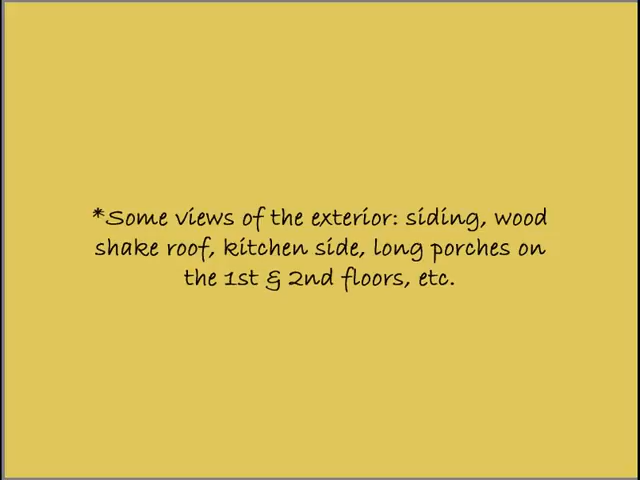 *Some views of the exterior: siding, wood
shake roof, kitchen side, long porches on
the 1st & 2nd floors, etc.